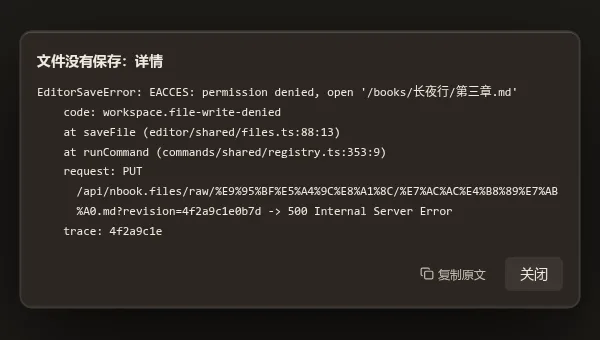 文件没有保存：详情
EditorSaveError: EACCES: permission denied, open '/books/长夜行/第三章.md'
code: workspace.file-write-denied
at saveFile (editor/shared/files.ts:88:13)
at runCommand (commands/shared/registry.ts:353:9)
request: PUT
/api/nbook.files/raw/%E9%95%BF%E5%A4%9C%E8%A1%8C/%E7%AC%AC%E4%B8%89%E7%AB
%A0.md?revision=4f2a9c1e0b7d -> 500 Internal Server Error
trace: 4f2a9c1e
复制原文
关闭